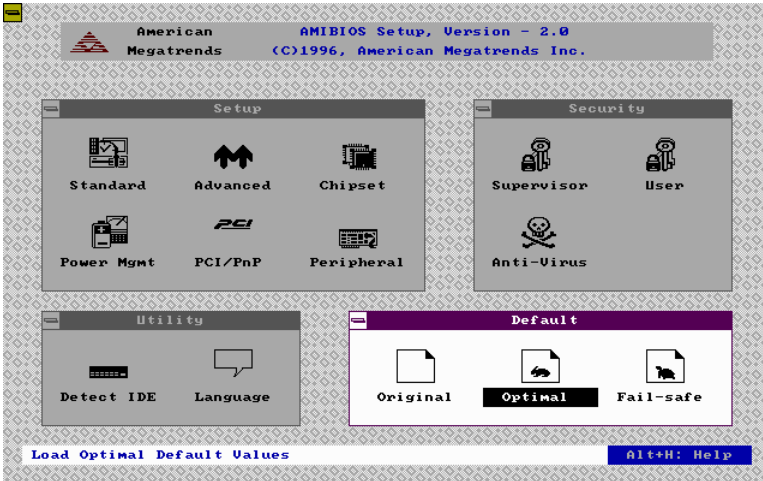 American
Megatrends
AMIBIOS Setup, Version - 2.0
(C)1996, American Megatrends Inc.
Setup
Standard Advanced Chipset
PCI
Power Mgmt PCI/PnP Peripheral
Security
Supervisor User
Anti-Virus
Utility
Detect IDE Language
Default
Original Optimal Fail-safe
Load Optimal Default Values
Alt+H: Help